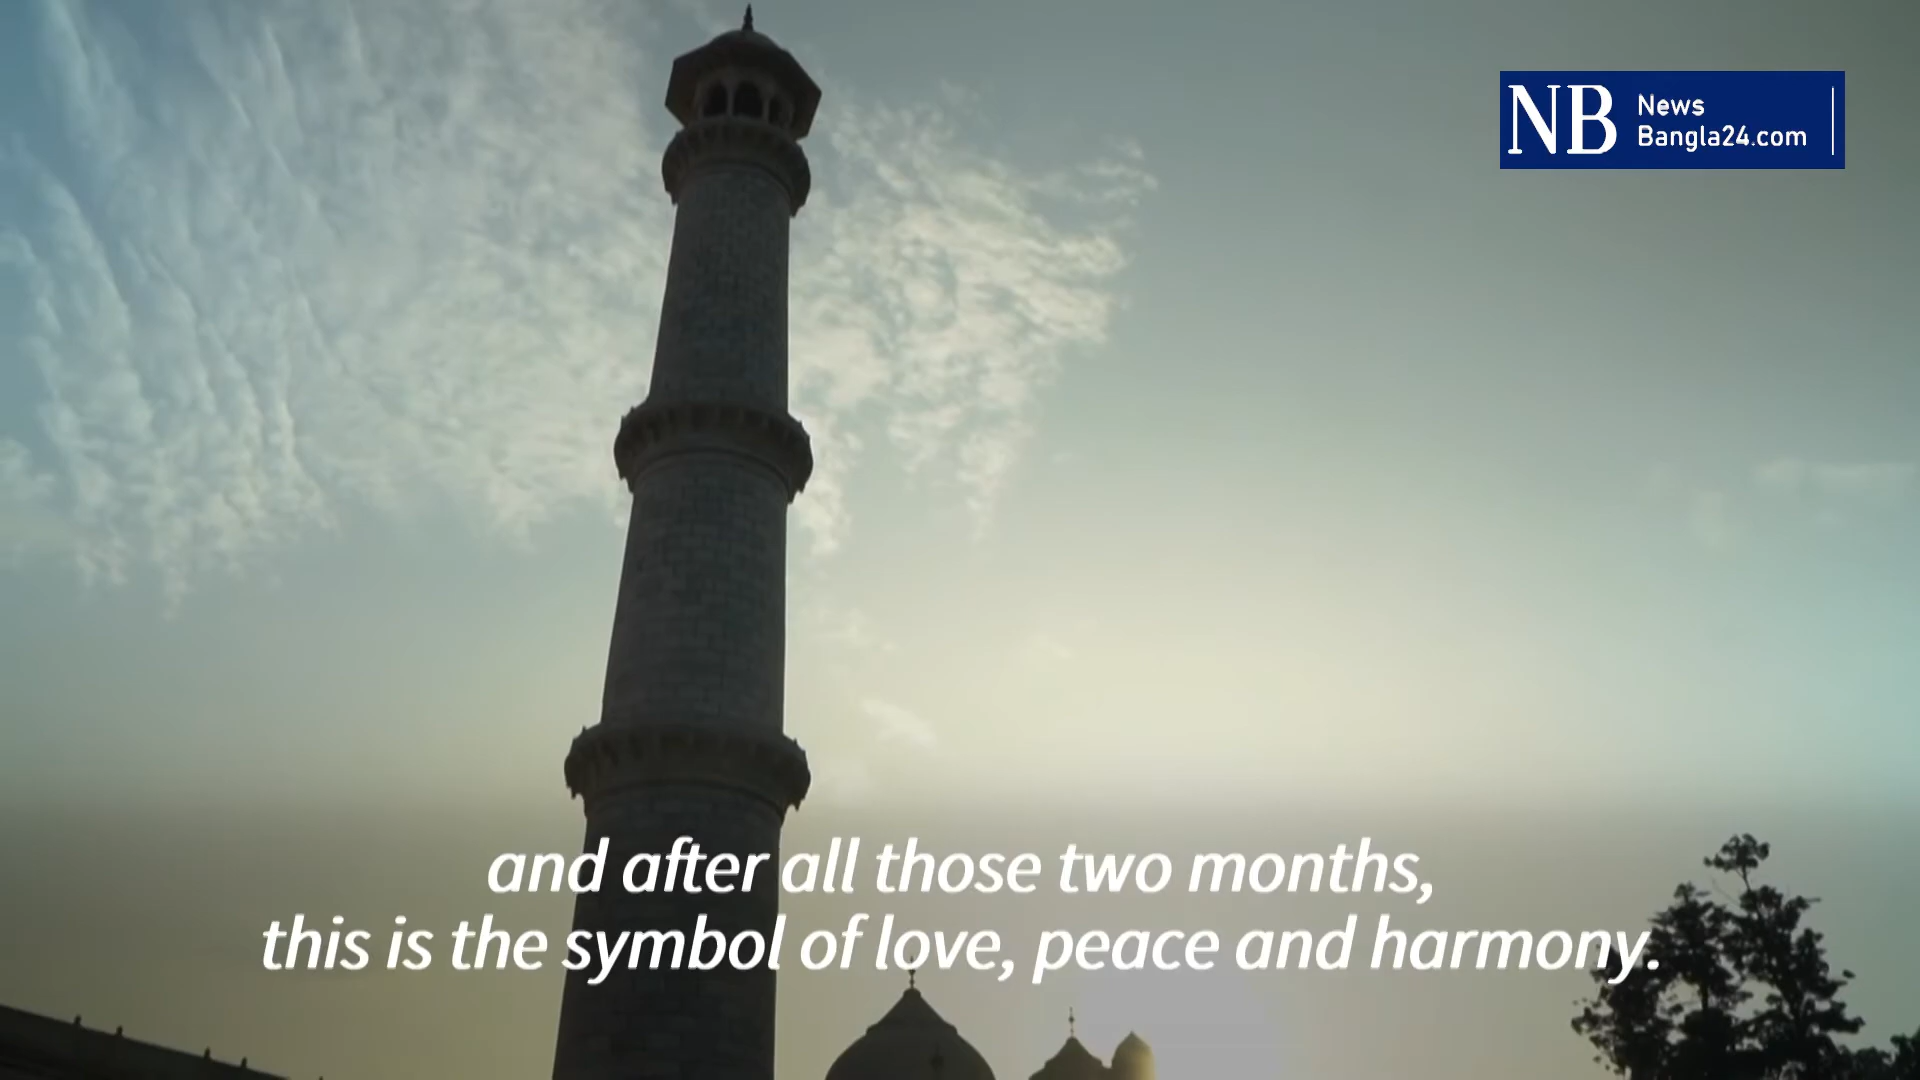 NB News
Bangla24.com
and after all those two months,
this is the symbol of love, peace and harmony.